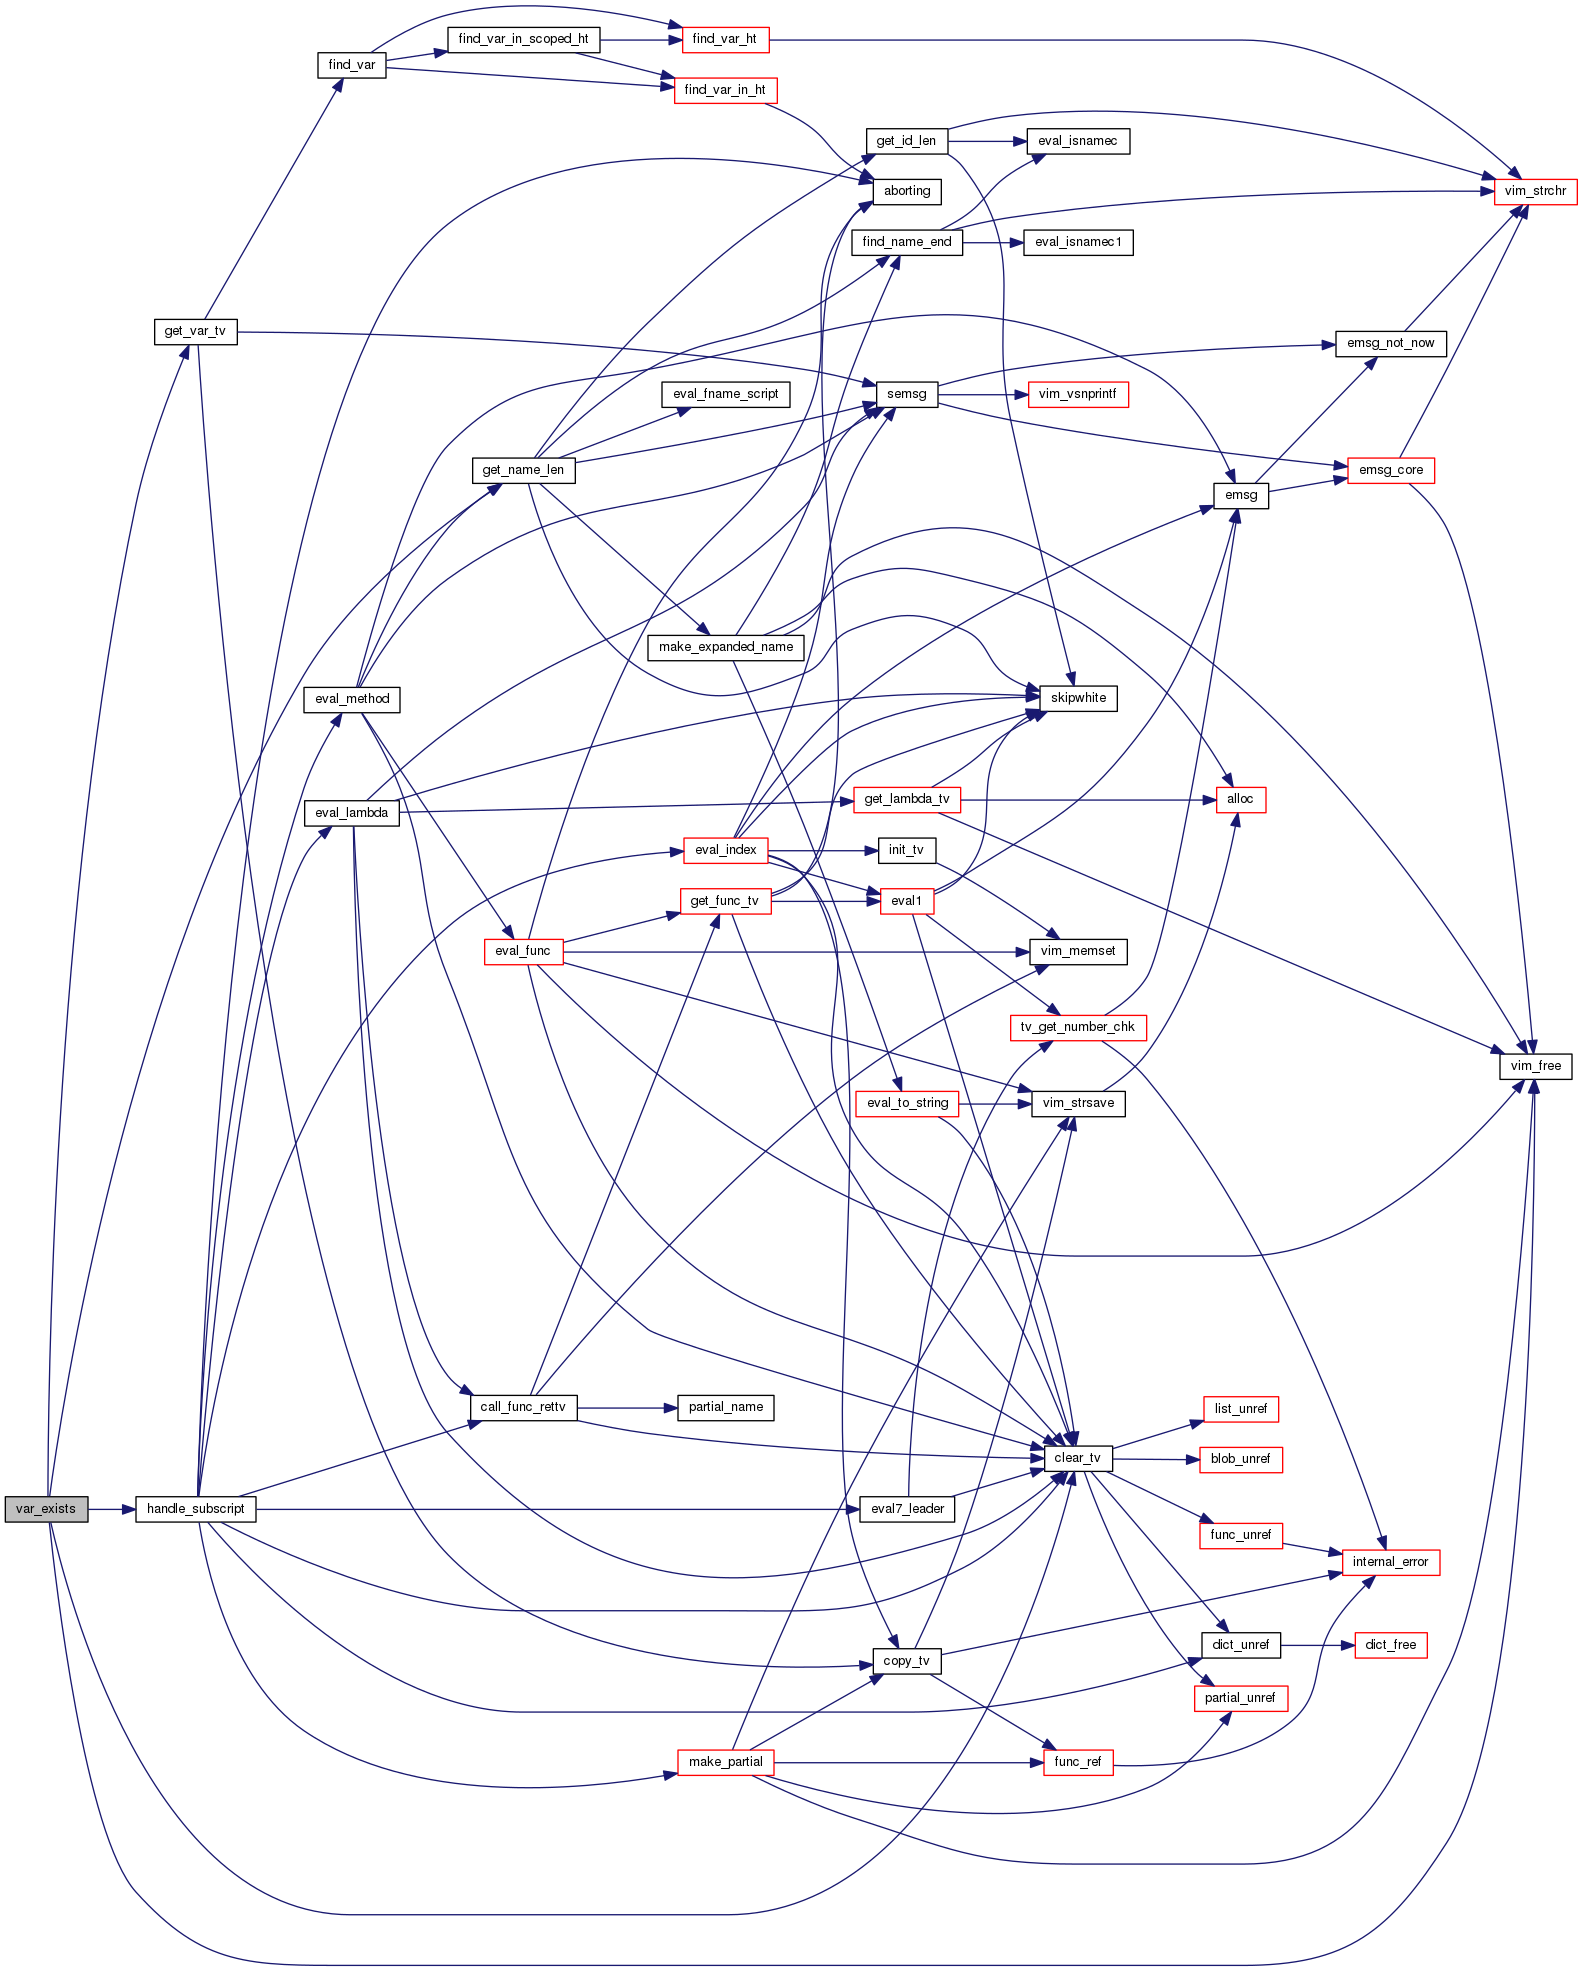 find_var_in_scoped_ht
find_var_ht
find_var
find_var_in_ht
get_id_len
eval_isnamec
aborting
vim_strchr
find_name_end
eval_isnamec1
get_var_tv
emsg_not_now
eval_fname_script
semsg
vim_vsnprintf
get_name_len
emsg_core
emsg
make_expanded_name
eval_method
skipwhite
get_lambda_tv
alloc
eval_lambda
eval_index
init_tv
get_func_tv
eval1
eval_func
vim_memset
tv_get_number_chk
vim_free
eval_to_string
vim_strsave
call_func_rettv
partial_name
list_unref
clear_tv
blob_unref
var_exists
handle_subscript
eval7_leader
func_unref
internal_error
dict_unref
dict_free
copy_tv
partial_unref
make_partial
func_ref